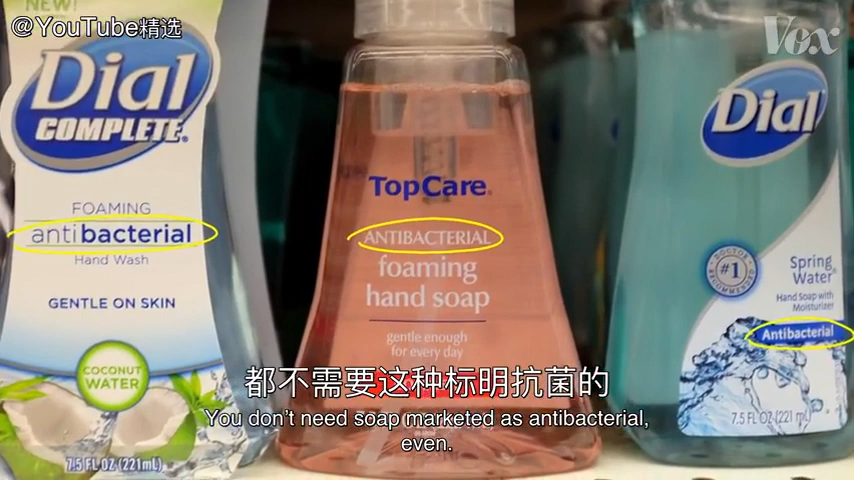 NEW!
@YouTube精选
Vox
Dial
COMPLETE®
FOAMING
antibacterial
Hand Wash
GENTLE ON SKIN
COCONUT
WATER
7.5 FL OZ (221mL)
TopCare
ANTIBACTERIAL
foaming
hand soap
gentle enough
for every day
Dial
DOCTOR
#1
RECOMMENDED
Spring
Water®
Hand Soap with
Moisturizer
Antibacterial
7.5 FL OZ (221 mL)
都不需要这种标明抗菌的
You don't need soap marketed as antibacterial,
even.